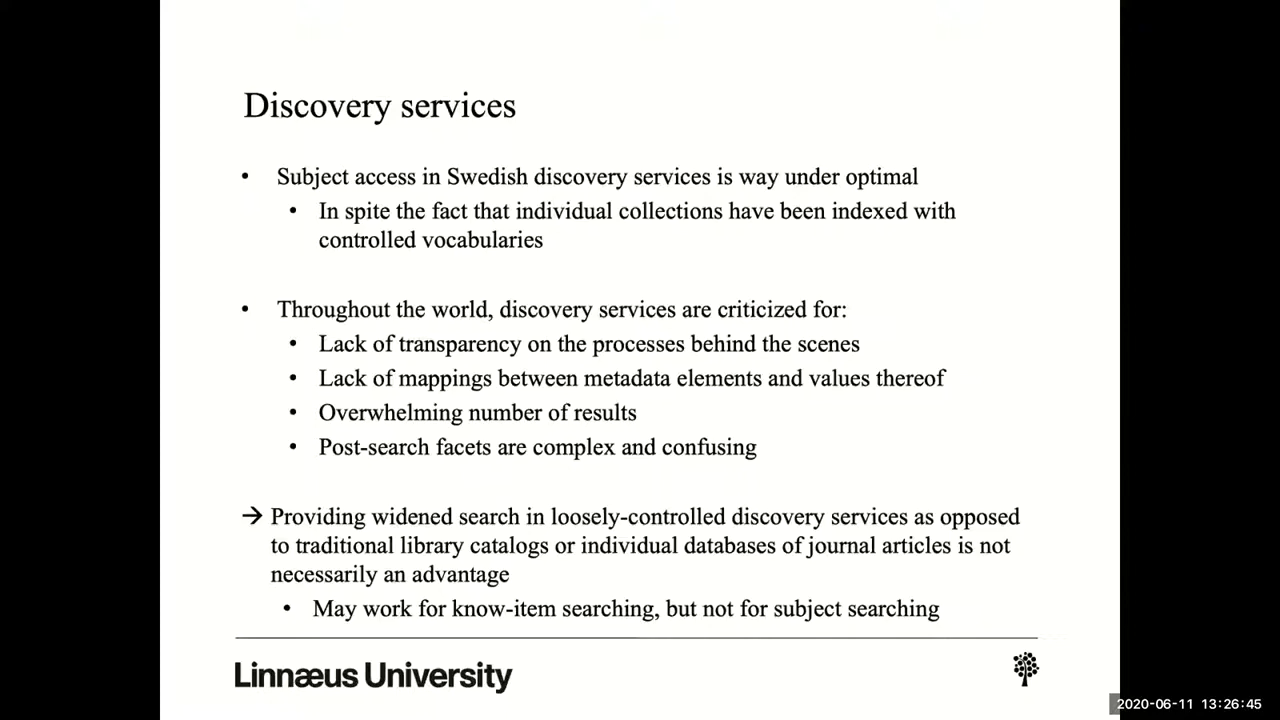 Discovery services
• Subject access in Swedish discovery services is way under optimal
• In spite the fact that individual collections have been indexed with
controlled vocabularies
• Throughout the world, discovery services are criticized for:
• Lack of transparency on the processes behind the scenes
• Lack of mappings between metadata elements and values thereof
• Overwhelming number of results
• Post-search facets are complex and confusing
→ Providing widened search in loosely-controlled discovery services as opposed
to traditional library catalogs or individual databases of journal articles is not
necessarily an advantage
• May work for know-item searching, but not for subject searching
Linnæus University
2020-06-11 13:26:45